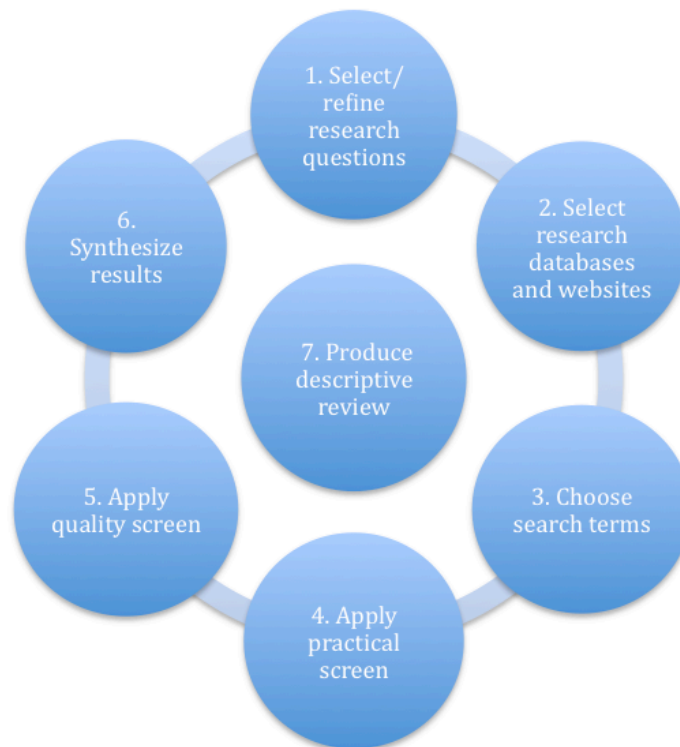 1. Select/
refine
research
questions
2. Select
research
databases
and websites
3. Choose
search terms
4. Apply
practical
screen
5. Apply
quality screen
6.
Synthesize
results
7. Produce
descriptive
review